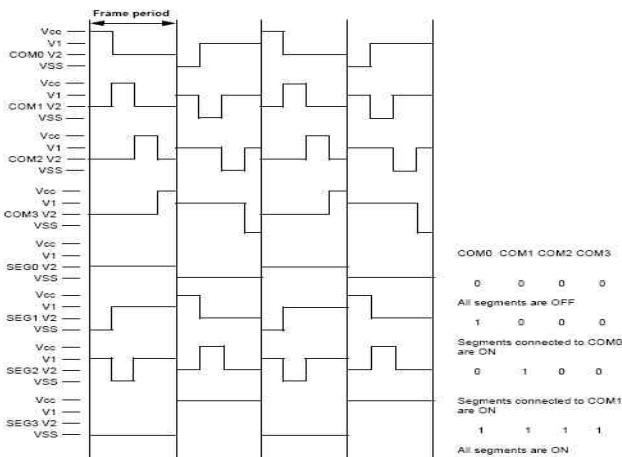 Frame period
Vcc
V1
COM0 V2
VSS
Vcc
V1
COM1 V2
VSS
Vcc
V1
COM2 V2
VSS
Vcc
V1
COM3 V2
VSS
Vcc
V1
SEG0 V2
VSS
Vcc
V1
SEG1 V2
VSS
Vcc
V1
SEG2 V2
VSS
Vcc
V1
SEG3 V2
VSS
COM0 COM1 COM2 COM3
0 0 0 0
All segments are OFF
1 0 0 0
Segments connected to COM0
are ON
0 1 0 0
Segments connected to COM1
are ON
1 1 1 1
All segments are ON